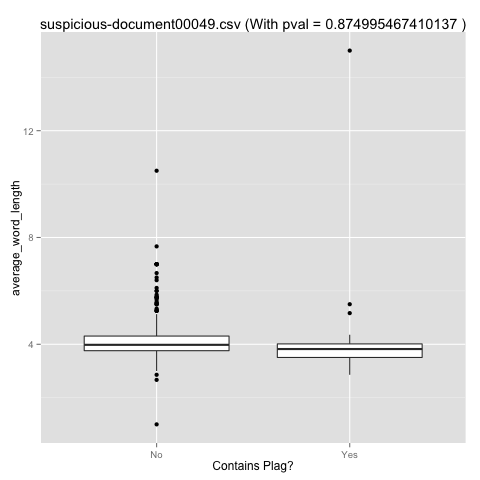 suspicious-document00049.csv (With pval = 0.874995467410137 )
12
8
4
average_word_length
No
Yes
Contains Plag?